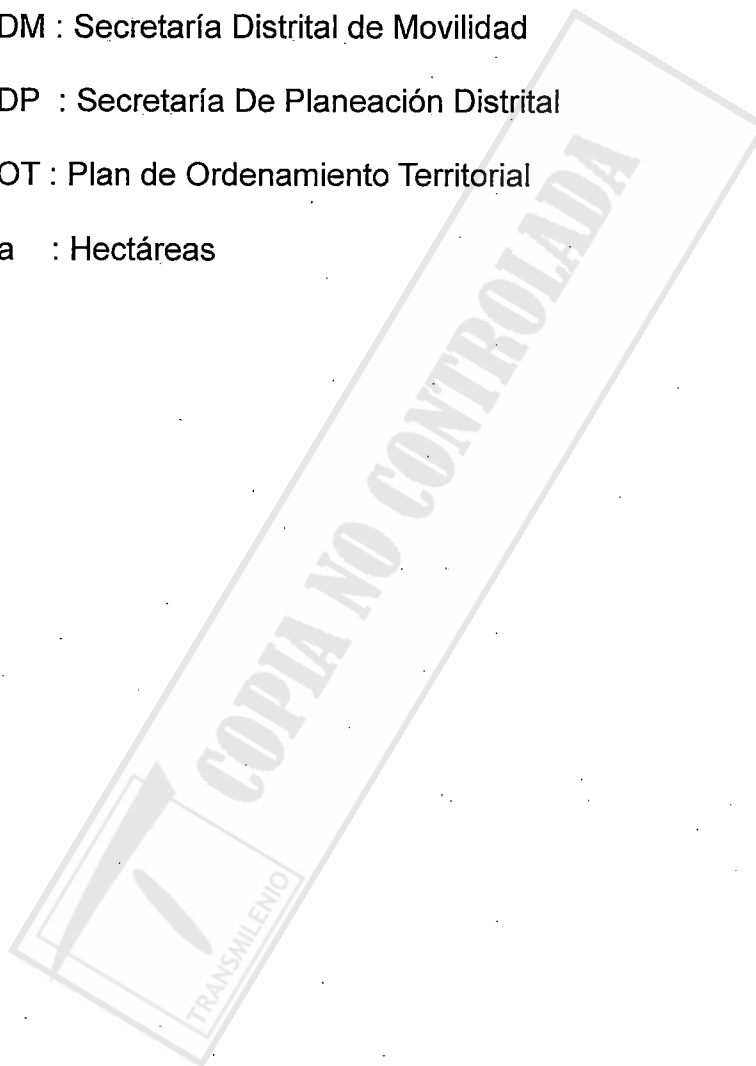 DM : Secretaría Distrital de Movilidad
DP : Secretaría De Planeación Distrital
OT : Plan de Ordenamiento Territorial
a : Hectáreas
COPIA NO CONTROLADA
TRANSMILENIO